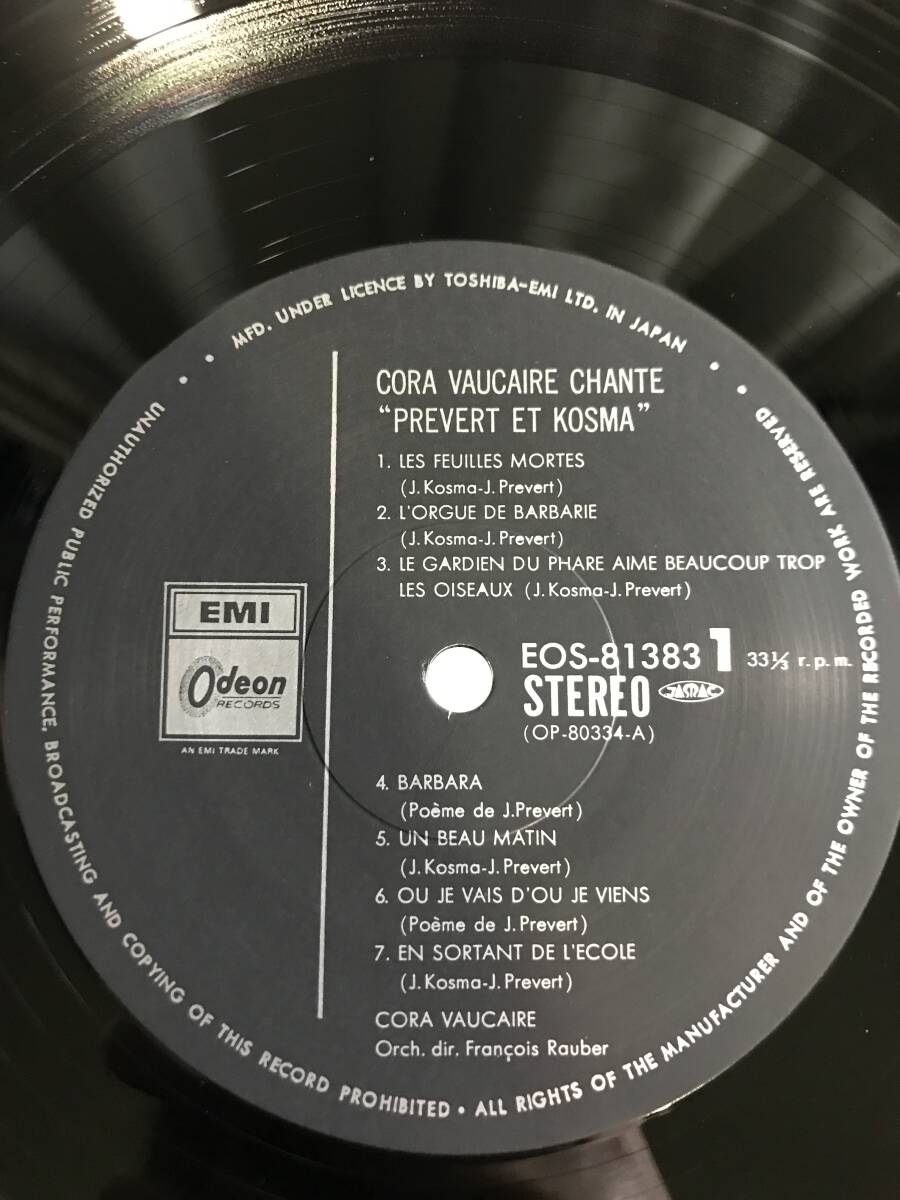 MFD. UNDER LICENCE BY TOSHIBA-EMI LTD. IN JAPAN
CORA VAUCAIRE CHANTE
“PREVERT ET KOSMA”
1. LES FEUILLES MORTES
(J.Kosma-J.Prevert)
2. L'ORGUE DE BARBARIE
(J.Kosma-J.Prevert)
3. LE GARDIEN DU PHARE AIME BEAUCOUP TROP
LES OISEAUX (J.Kosma-J.Prevert)
EMI
Odeon
RECORDS
AN EMI TRADE MARK
EOS-81383 1 33⅓ r.p.m.
STEREO JASRAC
(OP-80334-A)
4. BARBARA
(Poème de J.Prevert)
5. UN BEAU MATIN
(J.Kosma-J.Prevert)
6. OU JE VAIS D'OU JE VIENS
(Poème de J.Prevert)
7. EN SORTANT DE L'ECOLE
(J.Kosma-J.Prevert)
CORA VAUCAIRE
Orch. dir. François Rauber
UNAUTHORIZED PUBLIC PERFORMANCE, BROADCASTING AND COPYING OF THIS RECORD PROHIBITED • ALL RIGHTS OF THE MANUFACTURER AND OF THE OWNER OF THE RECORDED WORK ARE RESERVED